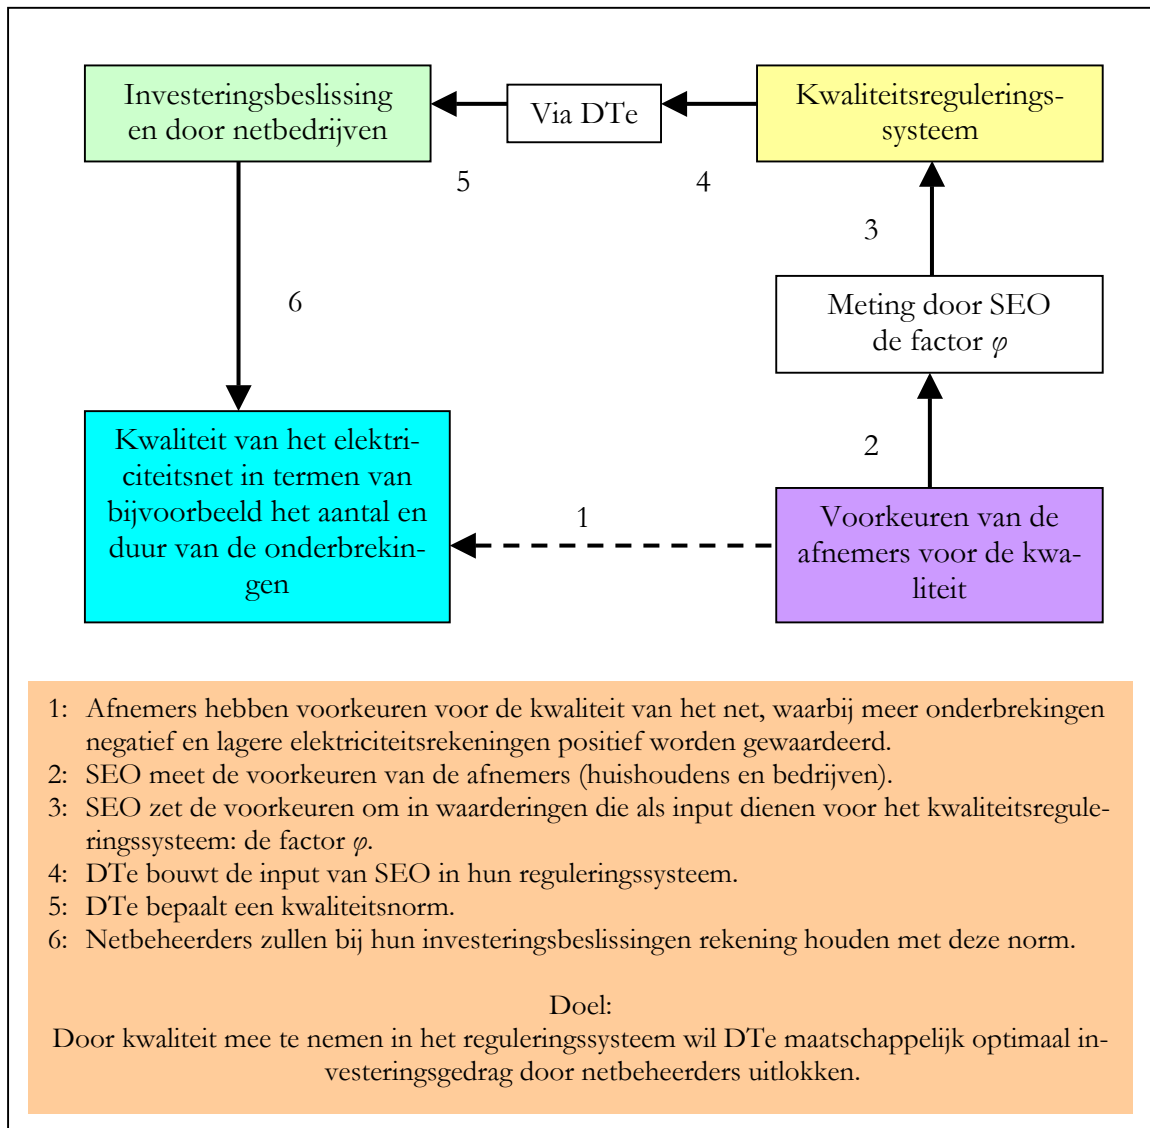 Investeringsbeslissing
en door netbedrijven
Via DTe
Kwaliteitsregulerings-
systeem
5
4
3
6
Meting door SEO
de factor φ
Kwaliteit van het elektri-
citeitsnet in termen van
bijvoorbeeld het aantal en
duur van de onderbrekin-
gen
1
2
Voorkeuren van de
afnemers voor de kwa-
liteit
1: Afnemers hebben voorkeuren voor de kwaliteit van het net, waarbij meer onderbrekingen
negatief en lagere elektriciteitsrekeningen positief worden gewaardeerd.
2: SEO meet de voorkeuren van de afnemers (huishoudens en bedrijven).
3: SEO zet de voorkeuren om in waarderingen die als input dienen voor het kwaliteitsregule-
ringssysteem: de factor φ.
4: DTe bouwt de input van SEO in hun reguleringssysteem.
5: DTe bepaalt een kwaliteitsnorm.
6: Netbeheerders zullen bij hun investeringsbeslissingen rekening houden met deze norm.
Doel:
Door kwaliteit mee te nemen in het reguleringssysteem wil DTe maatschappelijk optimaal in-
vesteringsgedrag door netbeheerders uitlokken.